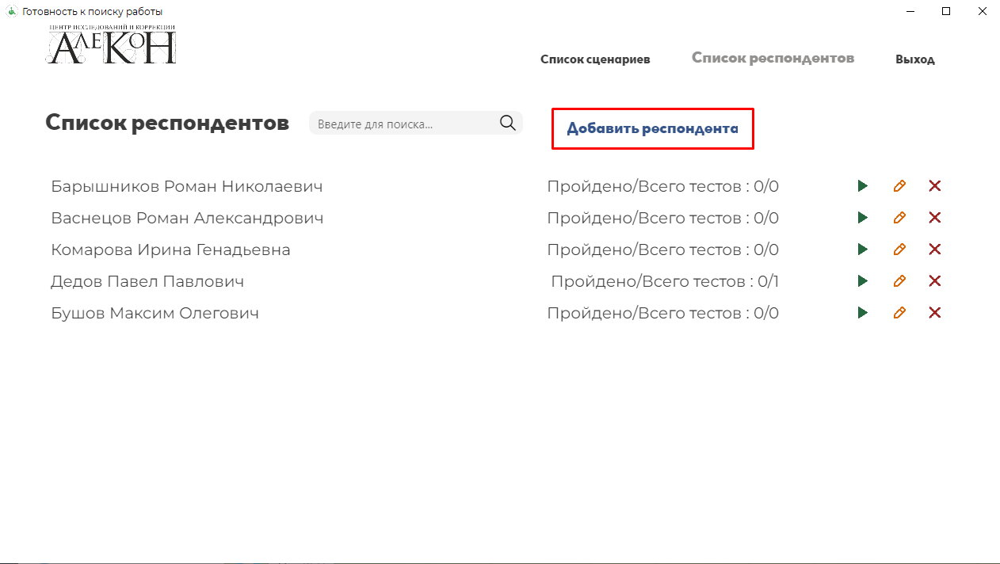 Готовность к поиску работы
ЦЕНТР ИССЛЕДОВАНИЙ И КОРРЕКЦИИ
АЛЕКОН
Список сценариев Список респондентов Выход
Список респондентов Введите для поиска... Добавить респондента
Барышников Роман Николаевич Пройдено/Всего тестов : 0/0
Васнецов Роман Александрович Пройдено/Всего тестов : 0/0
Комарова Ирина Генадьевна Пройдено/Всего тестов : 0/0
Дедов Павел Павлович Пройдено/Всего тестов : 0/1
Бушов Максим Олегович Пройдено/Всего тестов : 0/0